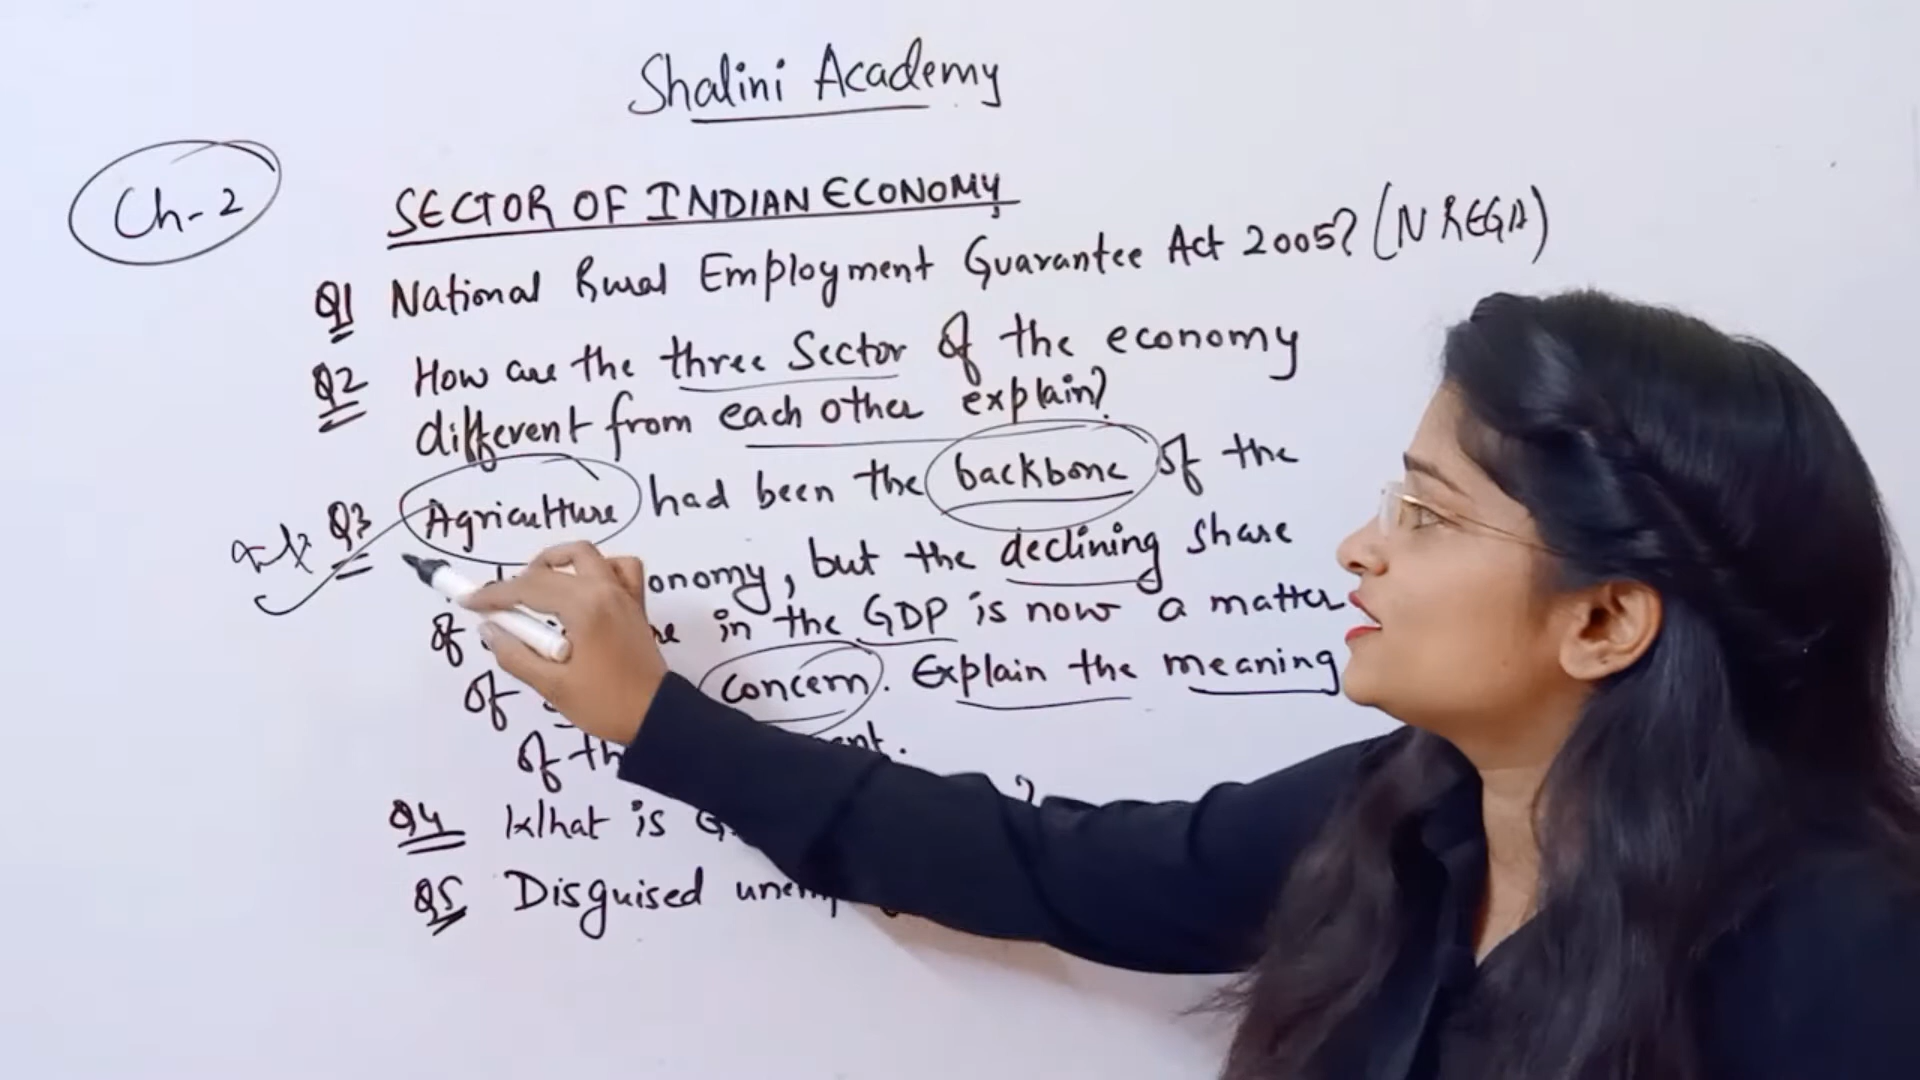 Shalini Academy
Ch-2
SECTOR OF INDIAN ECONOMY
Q1 National Rural Employment Guarantee Act 2005? (NREGA)
Q2 How are the three Sector of the economy
different from each other explain?
Q3 Agriculture had been the backbone of the
onomy, but the declining share
of in the GDP is now a matter
of concern. Explain the meaning
of th
Q4 What is G
Q5 Disguised unemp